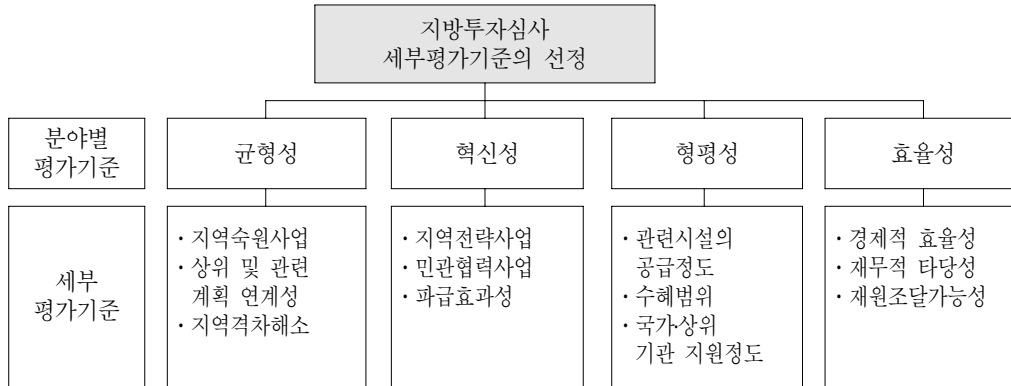 지방투자심사
세부평가기준의 선정
분야별
평가기준
균형성
혁신성
형평성
효율성
세부
평가기준
· 지역숙원사업
· 상위 및 관련
계획 연계성
· 지역격차해소
· 지역전략사업
· 민관협력사업
· 파급효과성
· 관련시설의
공급정도
· 수혜범위
· 국가·상위
기관 지원정도
· 경제적 효율성
· 재무적 타당성
· 재원조달가능성